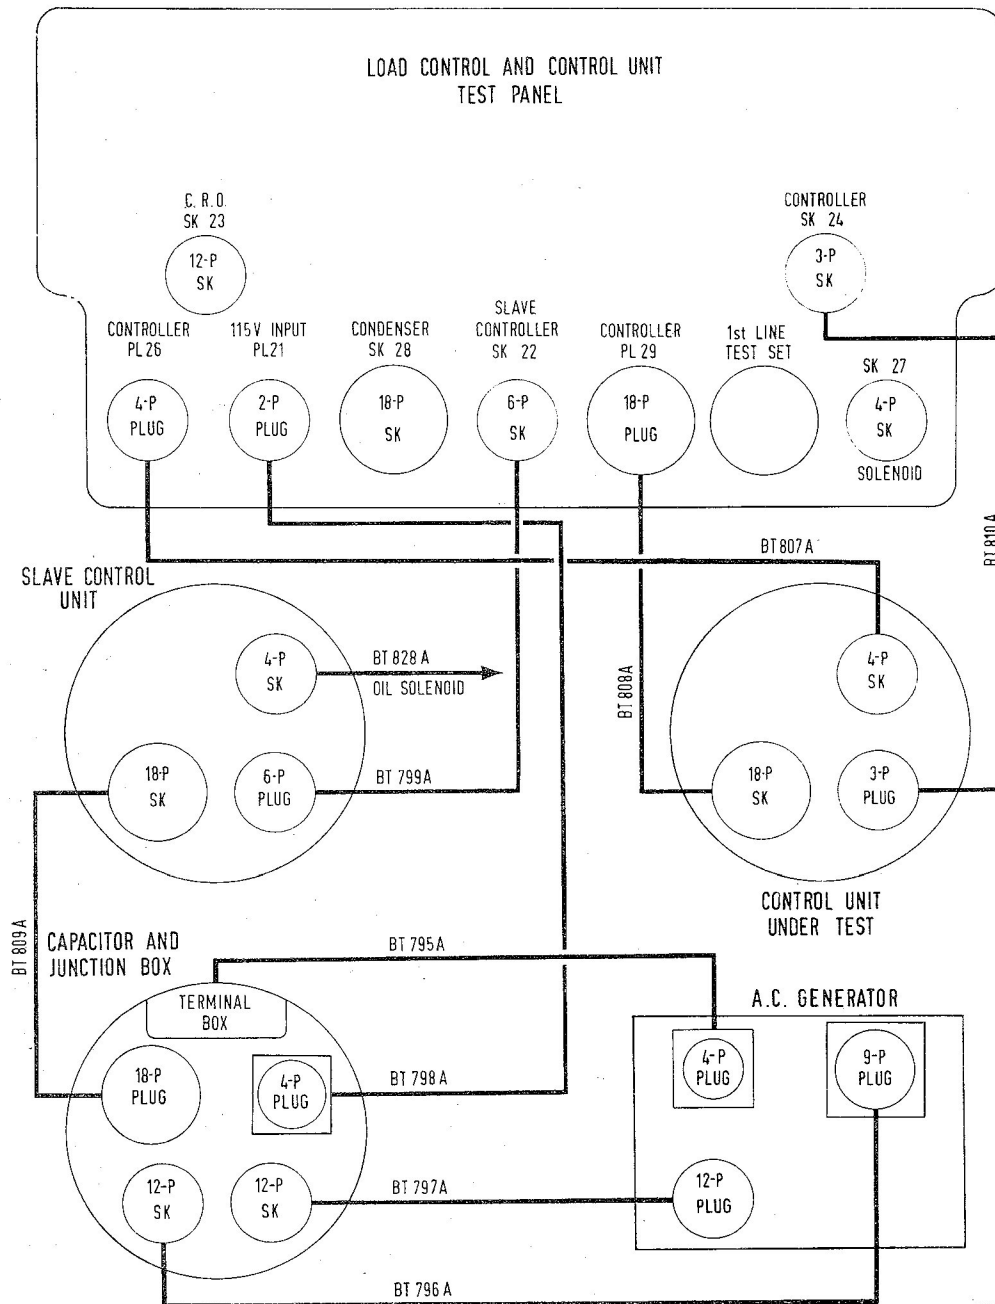 LOAD CONTROL AND CONTROL UNIT
TEST PANEL
C. R. O.
SK 23
12-P
SK
CONTROLLER
SK 24
3-P
SK
CONTROLLER
PL 26
4-P
PLUG
115V INPUT
PL21
2-P
PLUG
CONDENSER
SK 28
18-P
SK
SLAVE
CONTROLLER
SK 22
6-P
SK
CONTROLLER
PL 29
18-P
PLUG
1st LINE
TEST SET
SK 27
4-P
SK
SOLENOID
BT 807A
BT 810 A
SLAVE CONTROL
UNIT
4-P
SK
BT 828 A
OIL SOLENOID
18-P
SK
6-P
PLUG
BT 799A
BT 808A
4-P
SK
18-P
SK
3-P
PLUG
CONTROL UNIT
UNDER TEST
BT 809 A
CAPACITOR AND
JUNCTION BOX
BT 795A
TERMINAL
BOX
18-P
PLUG
4-P
PLUG
BT 798A
12-P
SK
12-P
SK
BT 797A
A.C. GENERATOR
4-P
PLUG
9-P
PLUG
12-P
PLUG
BT 796 A